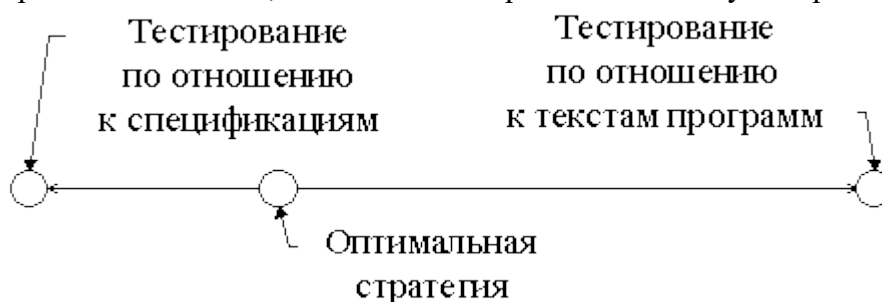 Тестирование
по отношению
к спецификациям
Тестирование
по отношению
к текстам программ
Оптимальная
стратегия